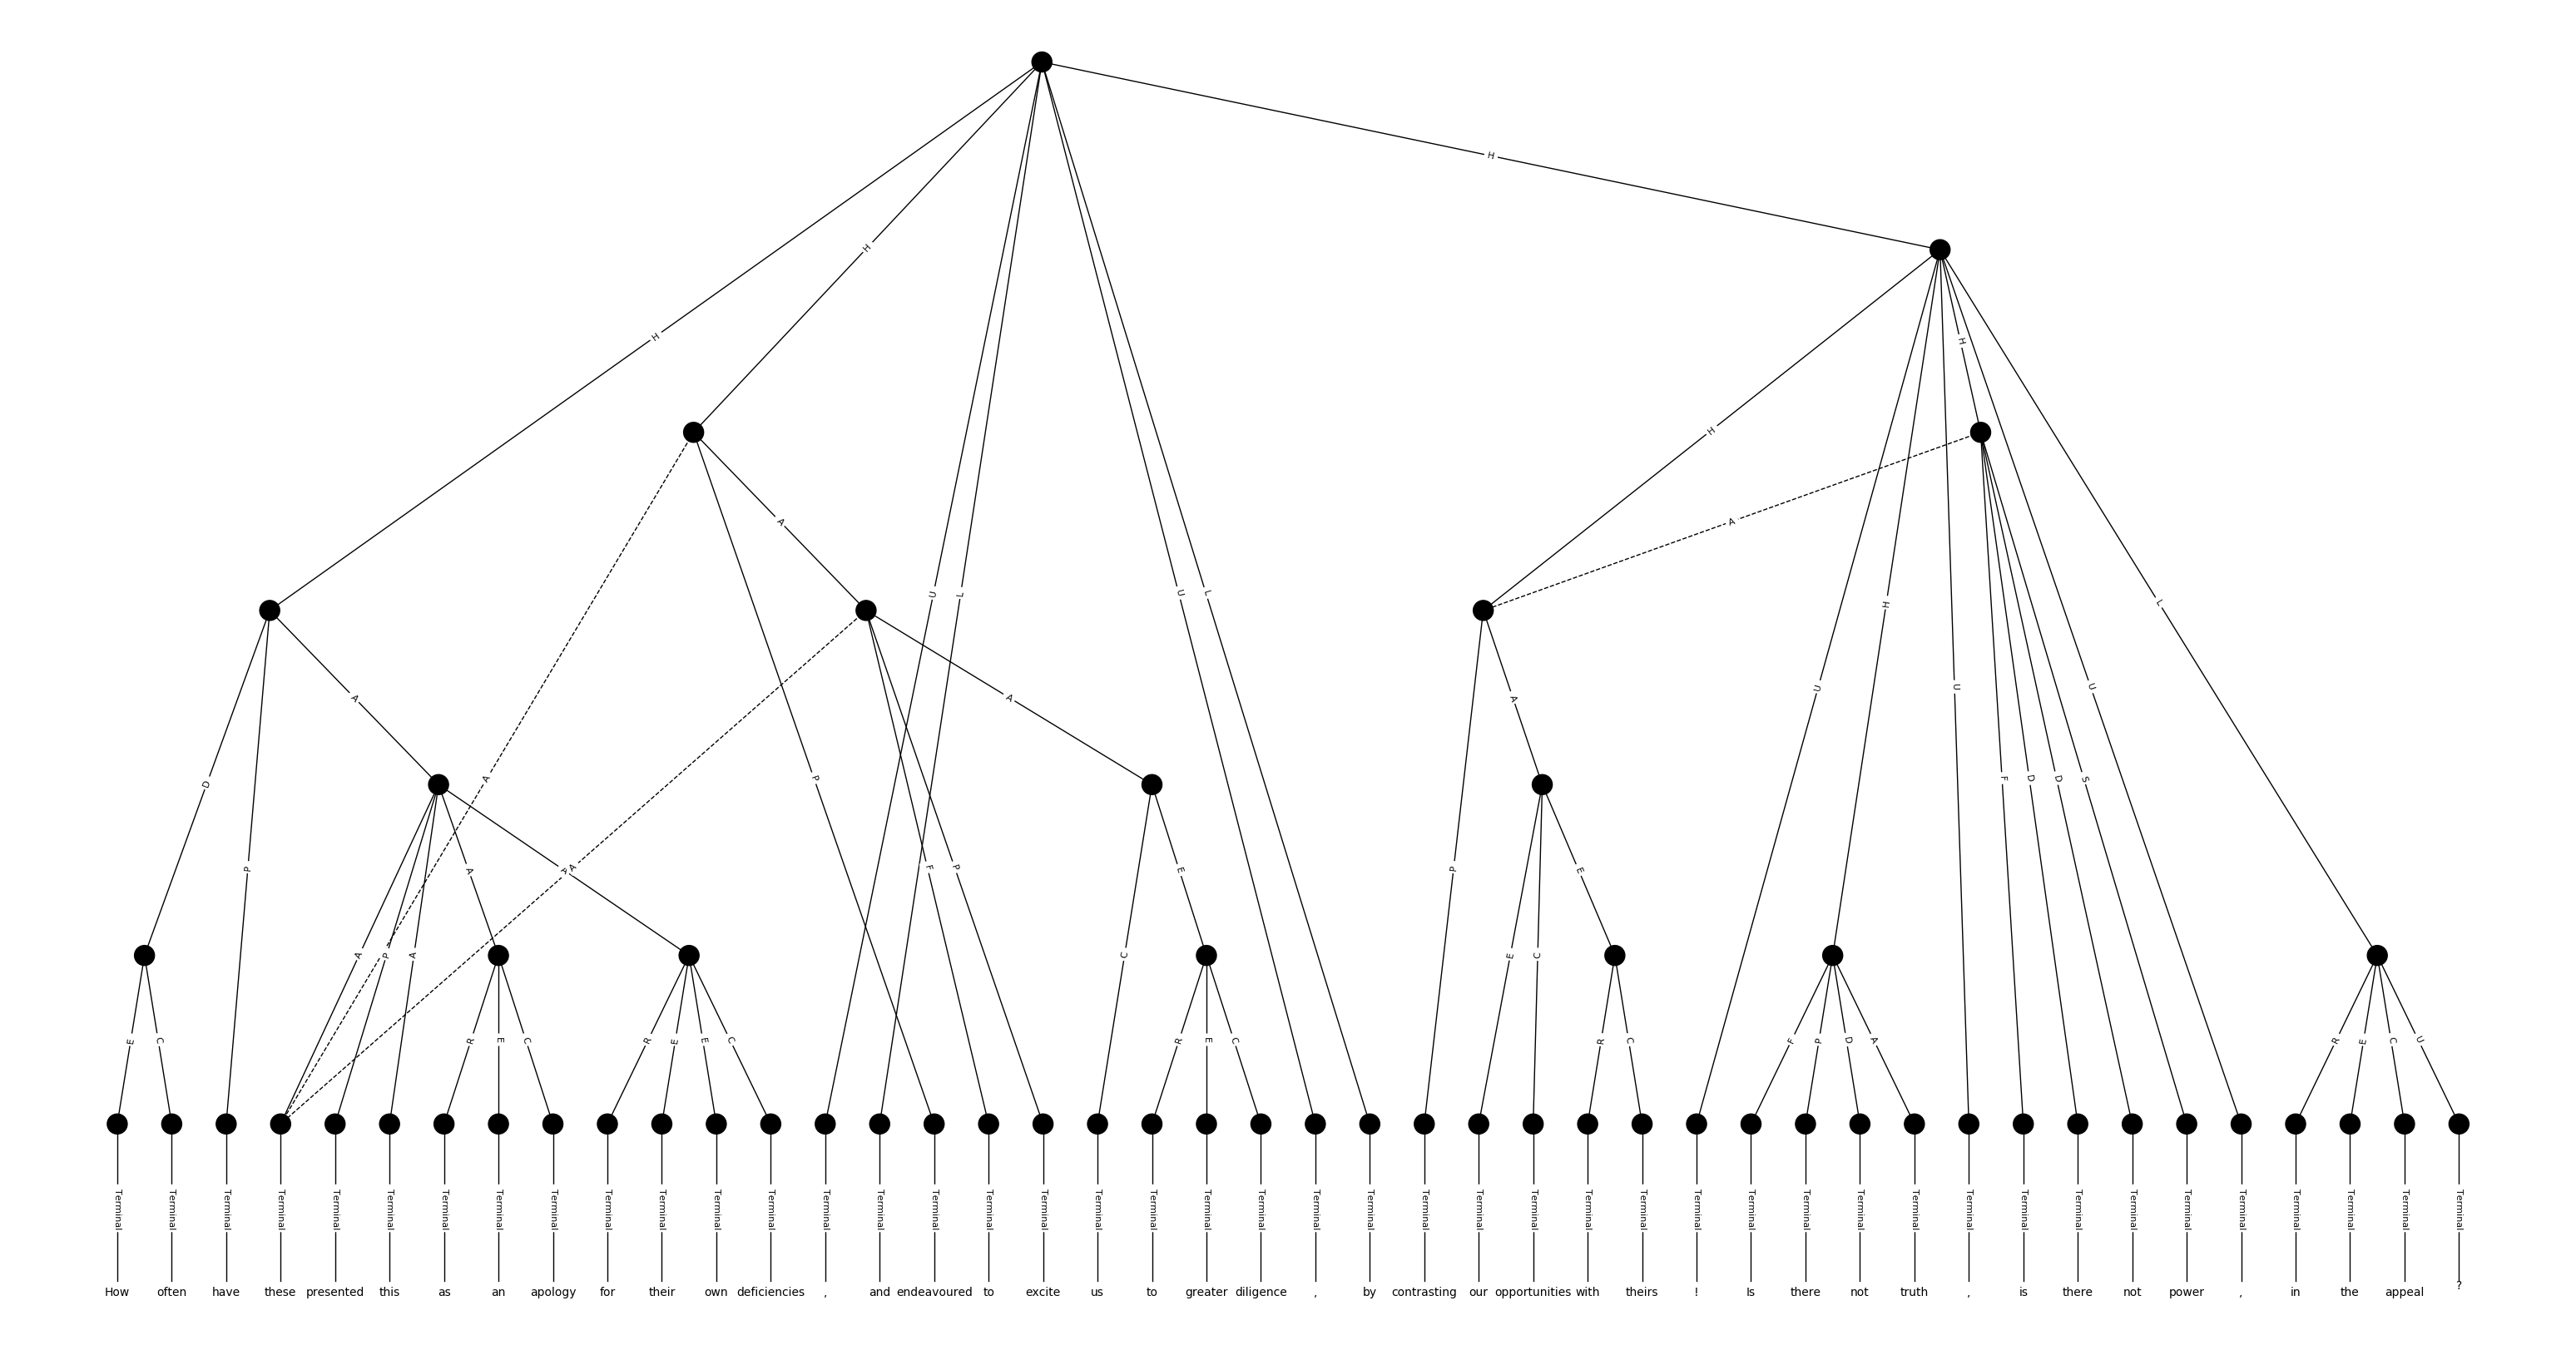 H
H
H
H
H
A
A
U
L
U
L
H
U
A
A
D
A
P
A
P
A
F
P
P
A
E
U
F
D
D
S
U
L
A
P
A
C
E
C
E
C
R
E
C
R
E
E
C
R
E
C
R
C
F
P
D
A
R
E
C
U
Terminal Terminal Terminal Terminal Terminal Terminal Terminal Terminal Terminal Terminal Terminal Terminal Terminal Terminal Terminal Terminal Terminal Terminal Terminal Terminal Terminal Terminal Terminal Terminal Terminal Terminal Terminal Terminal Terminal Terminal Terminal Terminal Terminal Terminal Terminal Terminal Terminal Terminal Terminal Terminal Terminal Terminal Terminal Terminal
How often have these presented this as an apology for their own deficiencies , and endeavoured to excite us to greater diligence , by contrasting our opportunities with theirs ! Is there not truth , is there not power , in the appeal ?